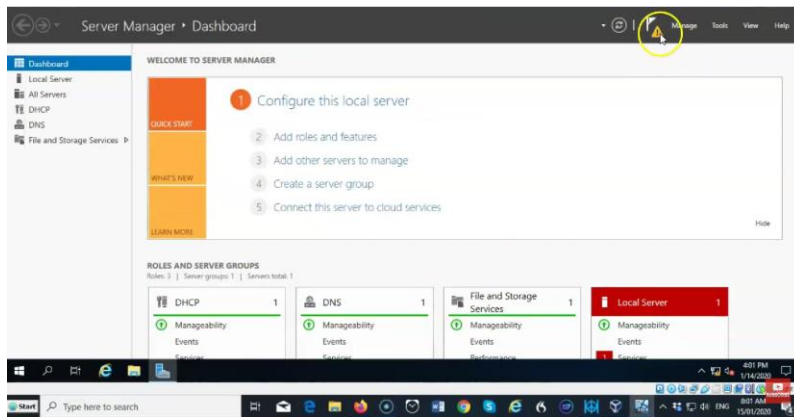 Server Manager • Dashboard
Manage Tools View Help
Dashboard
Local Server
All Servers
DHCP
DNS
File and Storage Services
WELCOME TO SERVER MANAGER
QUICK START
WHAT'S NEW
LEARN MORE
1 Configure this local server
2 Add roles and features
3 Add other servers to manage
4 Create a server group
5 Connect this server to cloud services
Hide
ROLES AND SERVER GROUPS
Roles: 3 | Server groups: 1 | Servers total: 1
DHCP 1
Manageability
Events
Services
DNS 1
Manageability
Events
Services
File and Storage
Services 1
Manageability
Events
Performance
Local Server 1
Manageability
Events
1 Services
4:01 PM
1/14/2020
SUBSCRIBE
Start
Type here to search
ENG
8:01 AM
15/01/2020